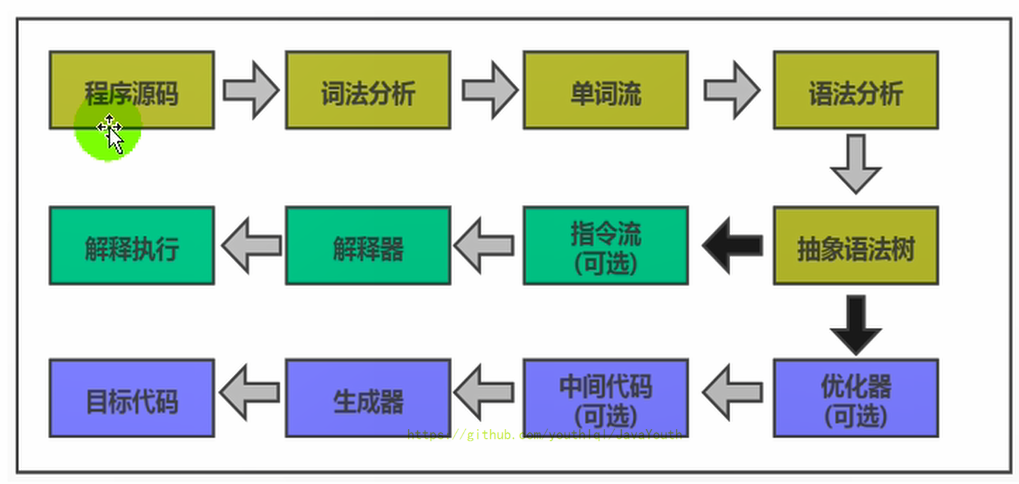 程序源码
词法分析
单词流
语法分析
解释执行
解释器
指令流
(可选)
抽象语法树
目标代码
生成器
中间代码
(可选)
优化器
(可选)
https://github.com/youthlql/JavaYouth